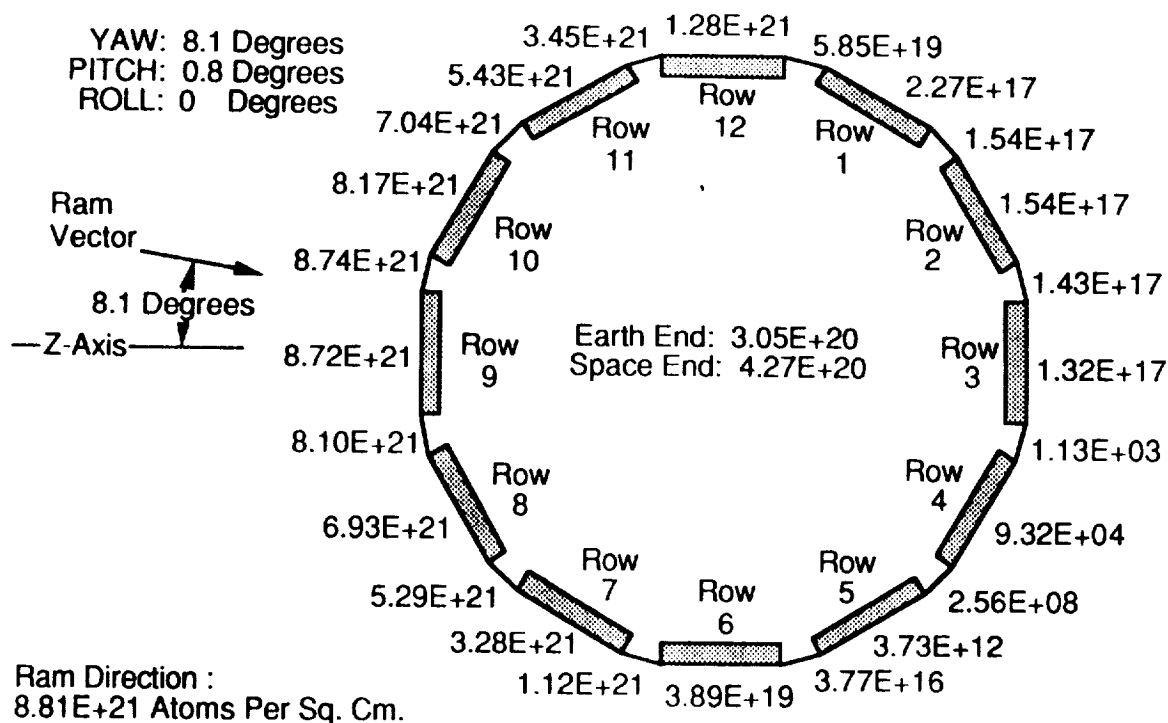 YAW: 8.1 Degrees
PITCH: 0.8 Degrees
ROLL: 0 Degrees
3.45E+21
1.28E+21
5.85E+19
5.43E+21
2.27E+17
Row
12
7.04E+21
Row
11
Row
1
1.54E+17
8.17E+21
1.54E+17
Ram
Vector
Row
10
Row
2
8.74E+21
1.43E+17
8.1 Degrees
Z-Axis
8.72E+21
Row
9
Earth End: 3.05E+20
Space End: 4.27E+20
Row
3
1.32E+17
8.10E+21
1.13E+03
Row
8
Row
4
6.93E+21
9.32E+04
Row
7
Row
6
Row
5
5.29E+21
2.56E+08
3.28E+21
3.73E+12
1.12E+21
3.89E+19
3.77E+16
Ram Direction :
8.81E+21 Atoms Per Sq. Cm.